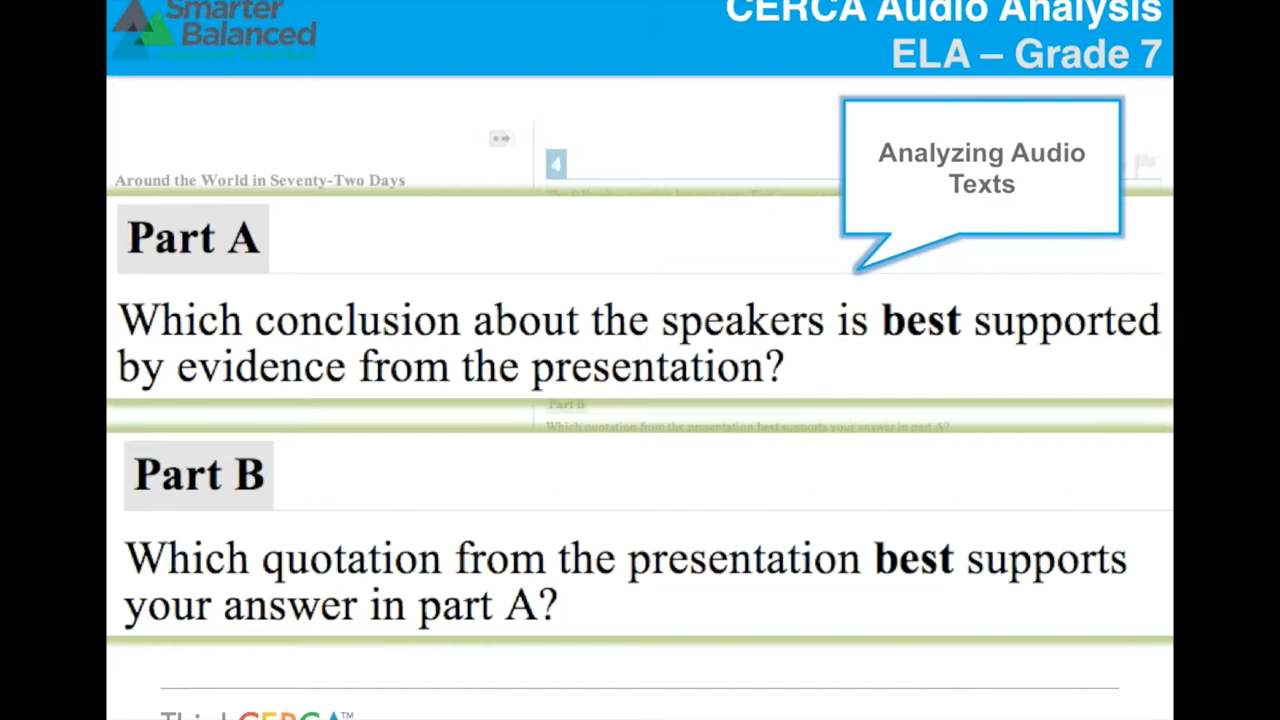 Smarter
Balanced
CERCA Audio Analysis
ELA – Grade 7
Analyzing Audio
Texts
4
Around the World in Seventy-Two Days
Part A
Which conclusion about the speakers is best supported
by evidence from the presentation?
Part B
Which quotation from the presentation best supports your answer in part A?
Part B
Which quotation from the presentation best supports
your answer in part A?
ThinkCERCA™